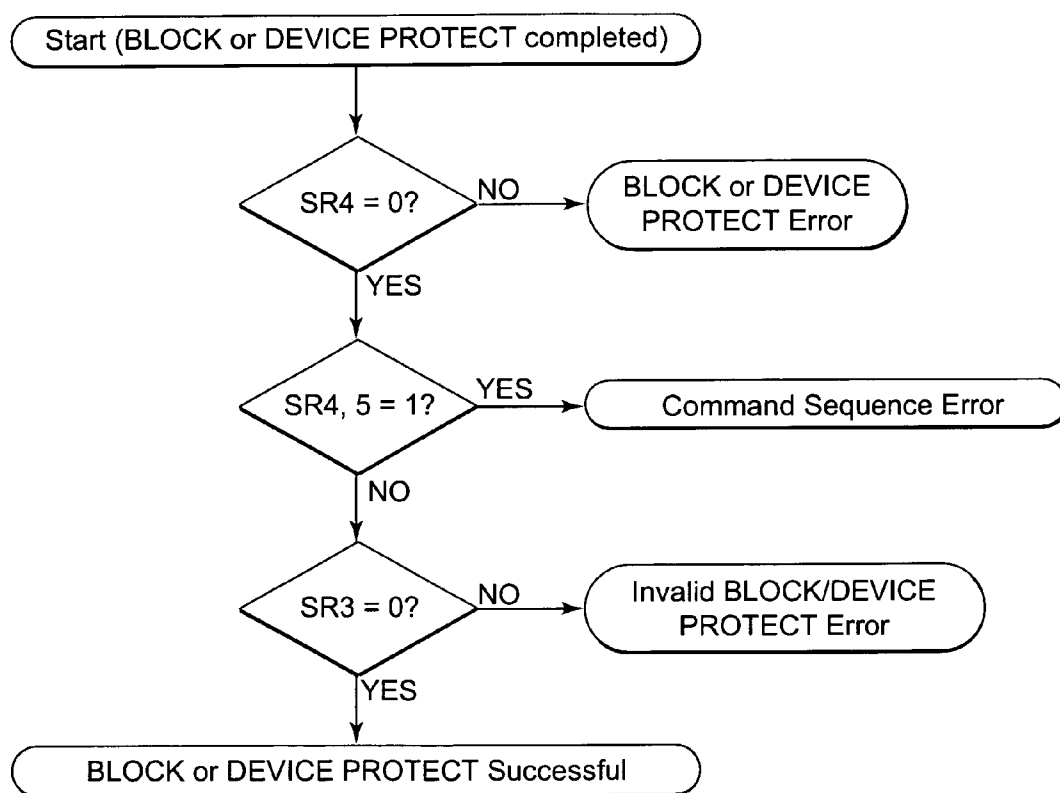 Start (BLOCK or DEVICE PROTECT completed)
SR4 = 0?
NO
BLOCK or DEVICE
PROTECT Error
YES
SR4, 5 = 1?
YES
Command Sequence Error
NO
SR3 = 0?
NO
Invalid BLOCK/DEVICE
PROTECT Error
YES
BLOCK or DEVICE PROTECT Successful